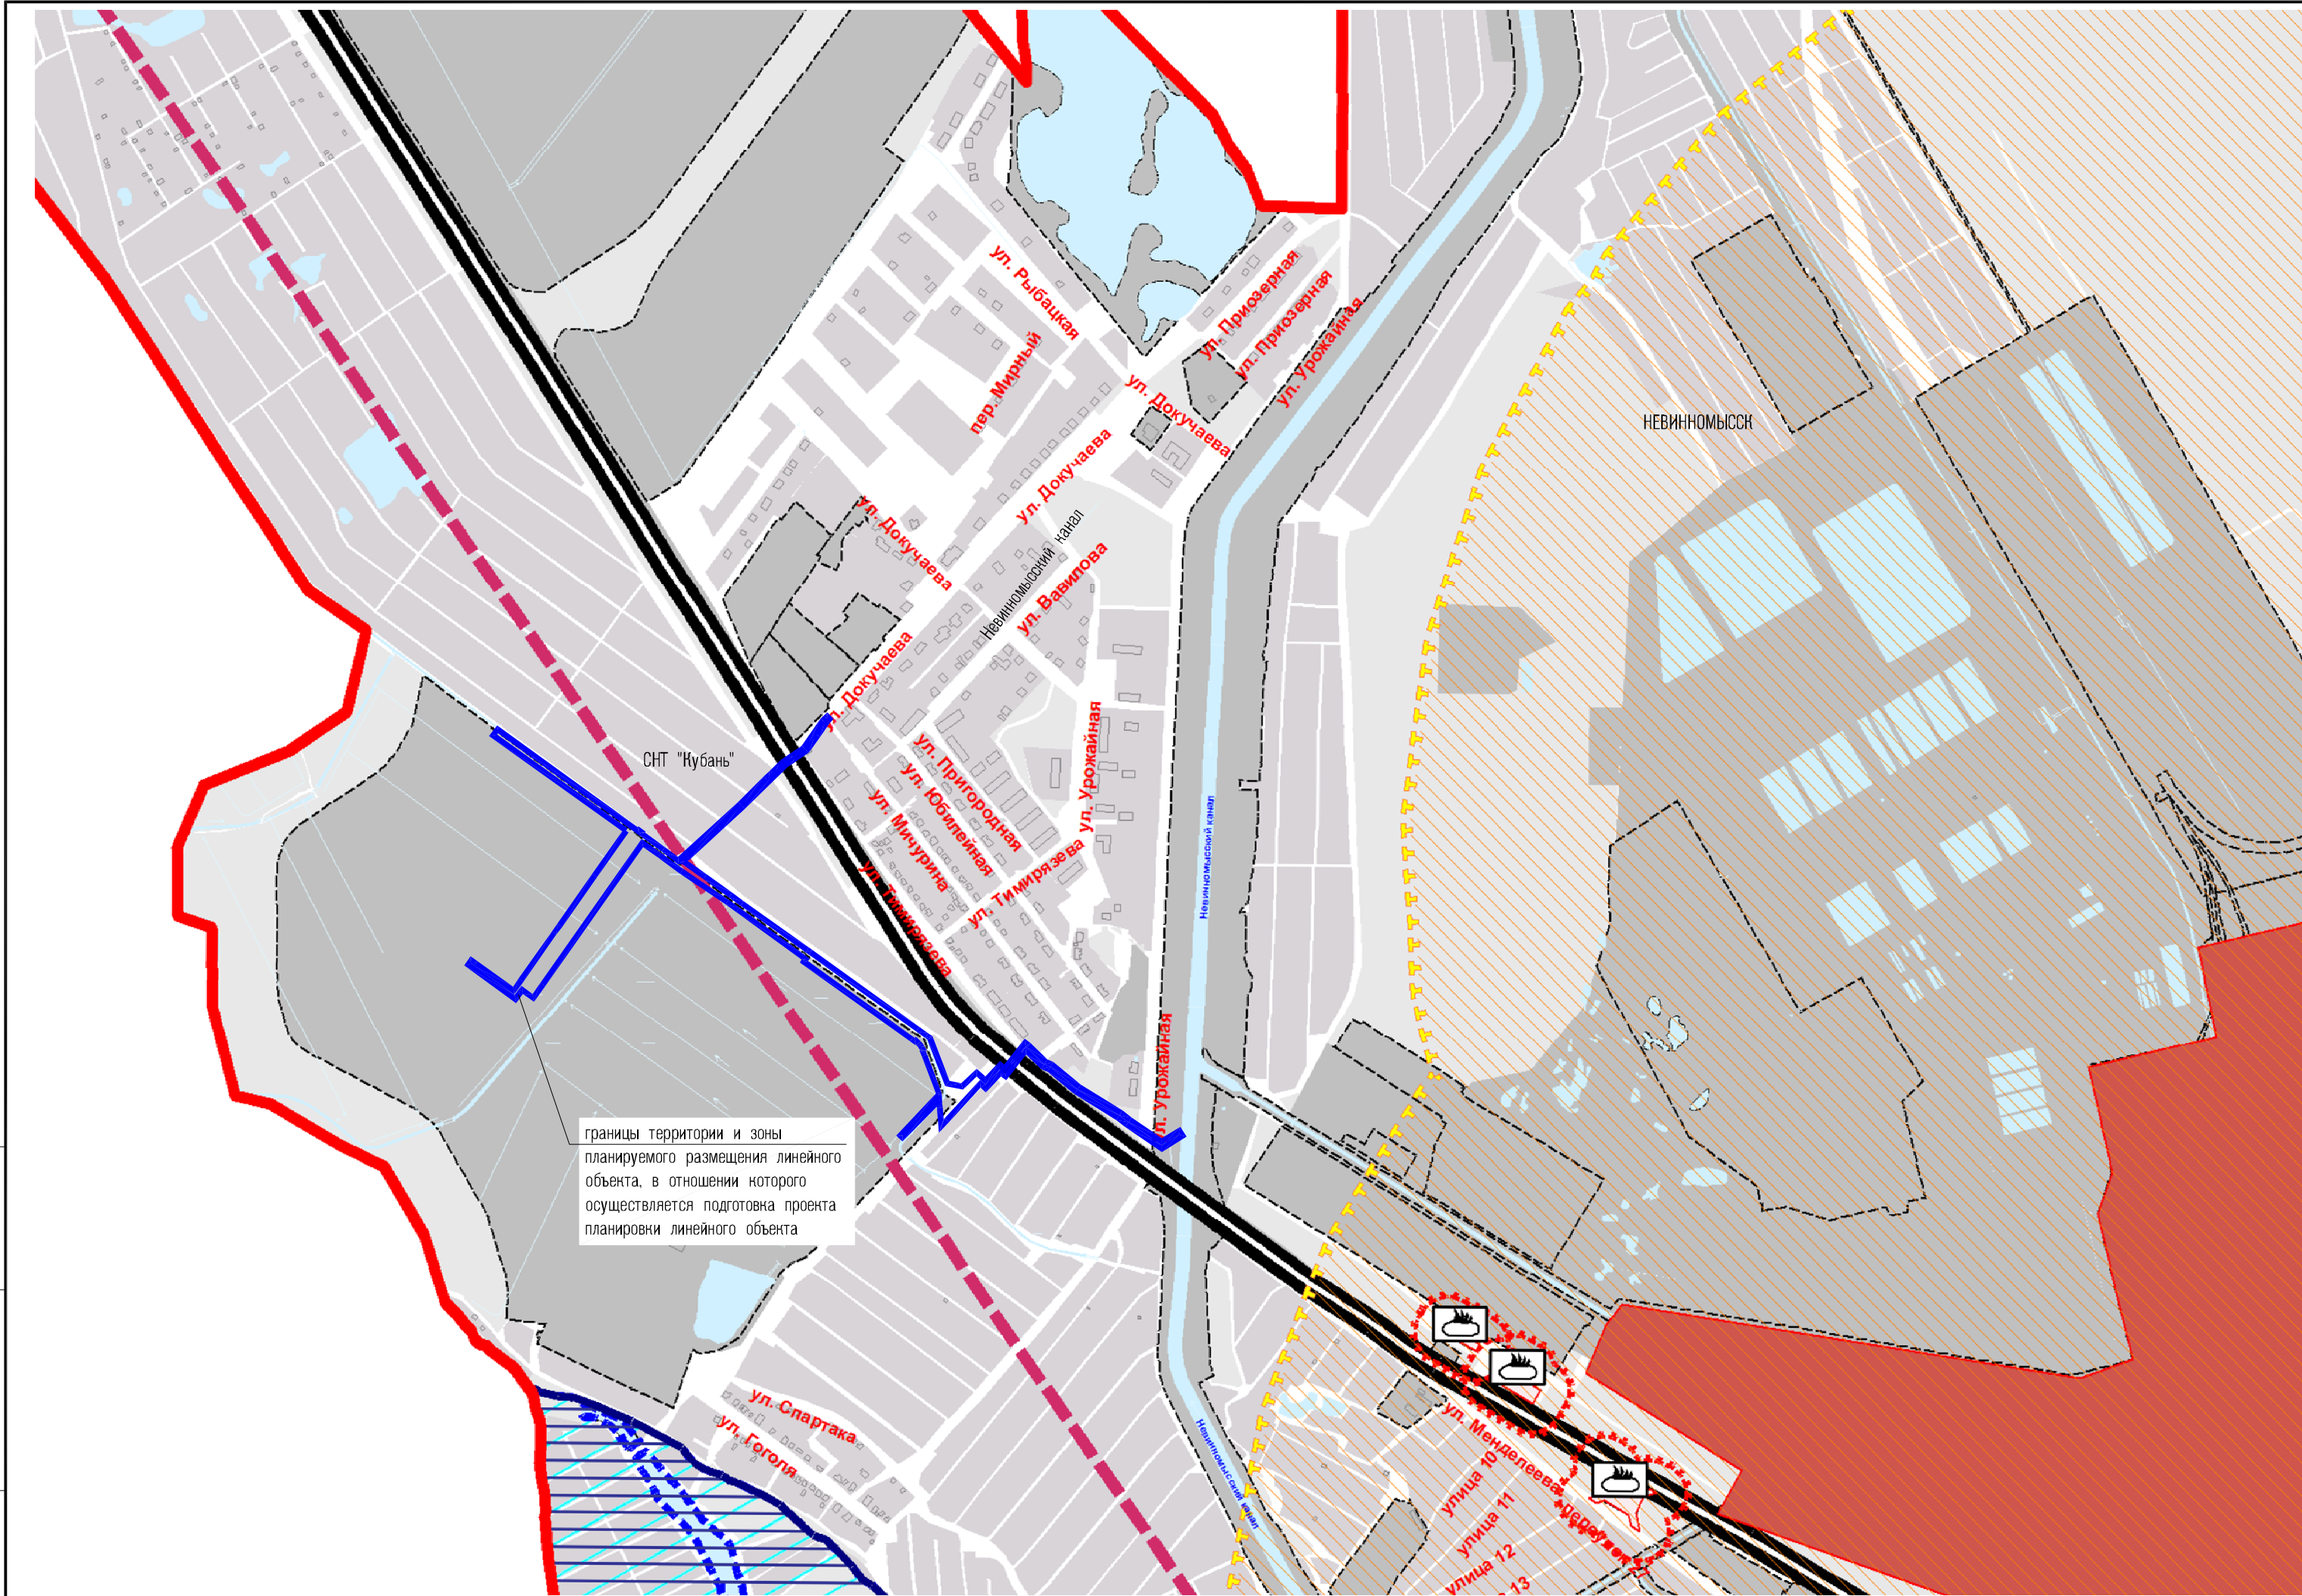 ул. Рыбацкая
ул. Приозерная
ул. Приозерная
ул. Урожайная
пер. Мирный
ул. Докучаева
НЕВИННОМЫССК
ул. Докучаева
ул. Докучаева
Невинномысский канал
ул. Вавилова
ул. Докучаева
СНТ "Кубань"
ул. Пригородная
ул. Юбилейная
ул. Мичурина
ул. Урожайная
ул. Тимирязева
ул. Тимирязева
Невинномысский канал
ул. Урожайная
границы территории и зоны
планируемого размещения линейного
объекта, в отношении которого
осуществляется подготовка проекта
планировки линейного объекта
ул. Спартака
ул. Гоголя
Невинномысский канал
ул. Менделеева
улица 10
улица 11
улица 12
13